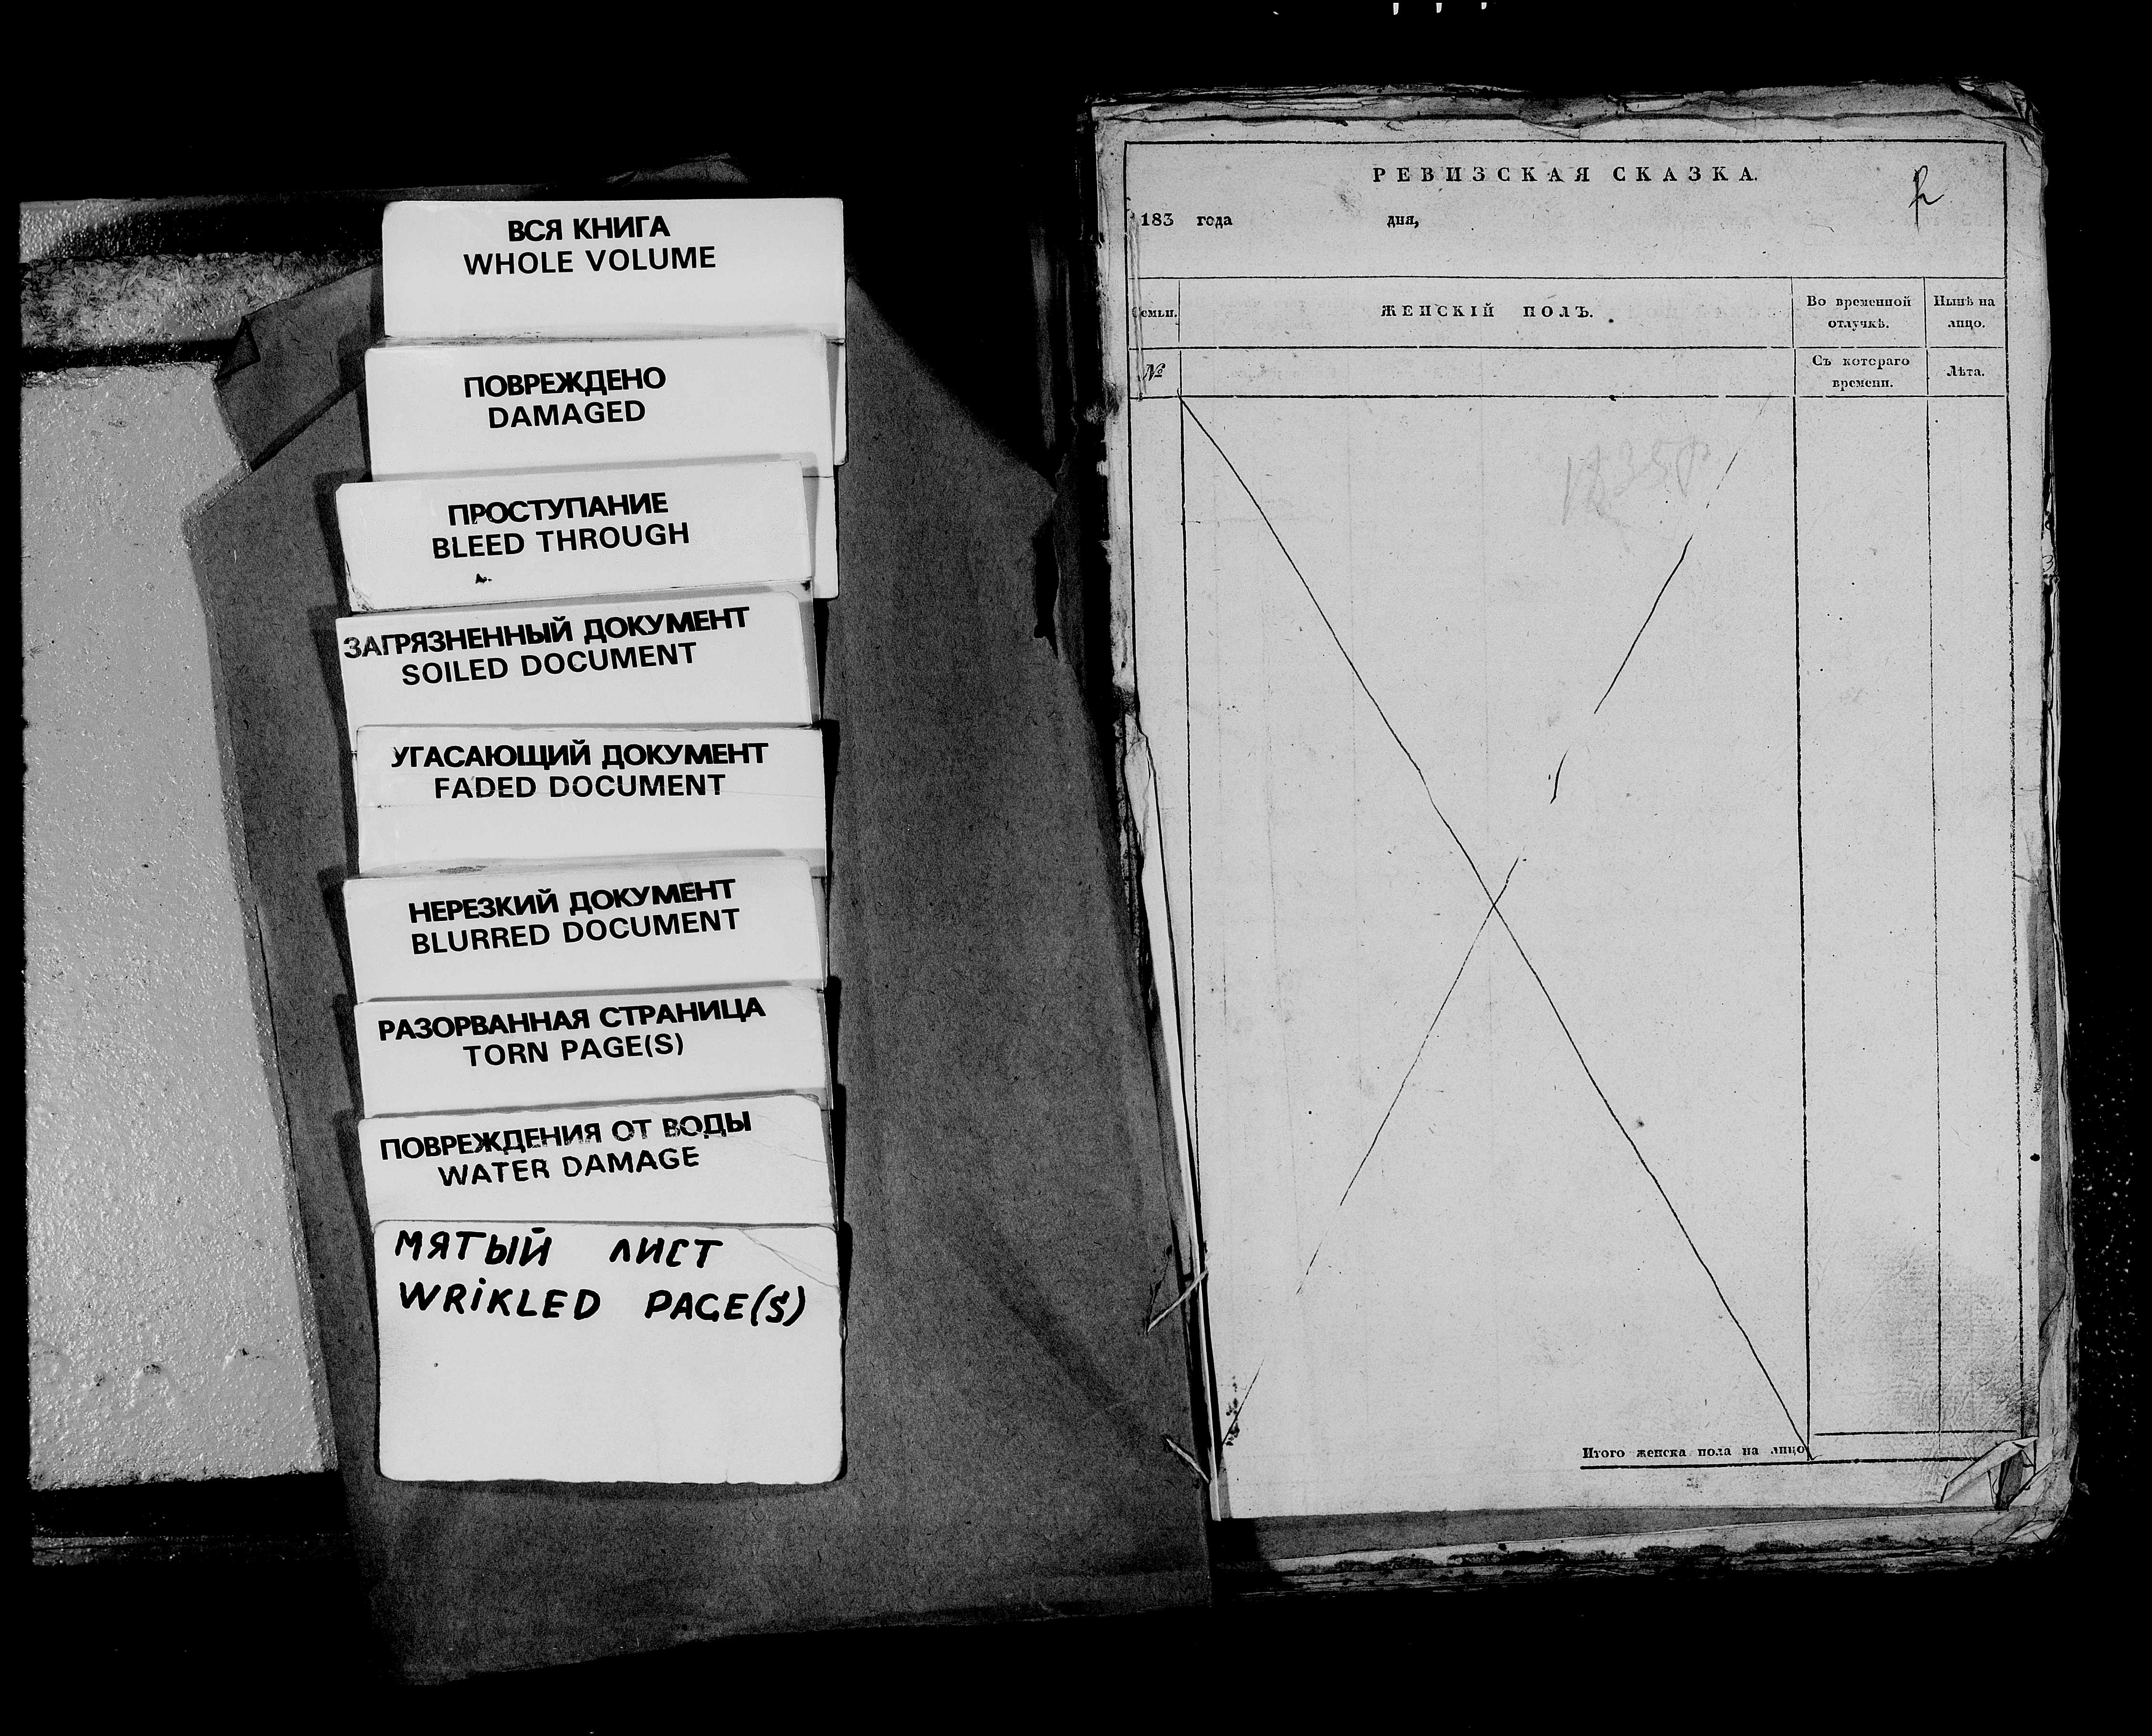 ВСЯ КНИГА
WHOLE VOLUME
ПОВРЕЖДЕНО
DAMAGED
ПРОСТУПАНИЕ
BLEED THROUGH
ЗАГРЯЗНЕННЫЙ ДОКУМЕНТ
SOILED DOCUMENT
УГАСАЮЩИЙ ДОКУМЕНТ
FADED DOCUMENT
НЕРЕЗКИЙ ДОКУМЕНТ
BLURRED DOCUMENT
РАЗОРВАННАЯ СТРАНИЦА
TORN PAGE(S)
ПОВРЕЖДЕНИЯ ОТ ВОДЫ
WATER DAMAGE
МЯТЫЙ ЛИСТ
WRIKLED PAGE(S)
РЕВИЗСКАЯ СКАЗКА.
183 года дня,
Семьи. ЖЕНСКІЙ ПОЛЪ. Во временной отлучкѣ. Нынѣ на лицо.
№ Съ котораго времени. Лѣта.
Итого женска пола на лицо